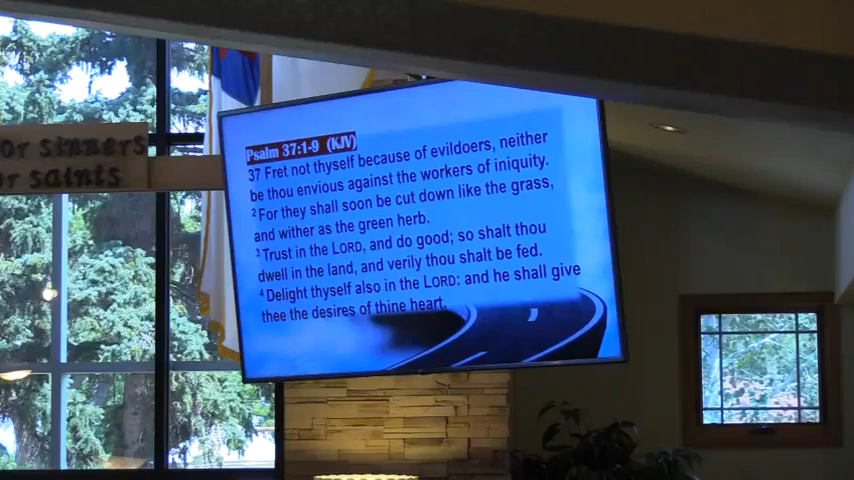 or sinners
or saints
Psalm 37:1-9 (KJV)
37 Fret not thyself because of evildoers, neither
be thou envious against the workers of iniquity.
2 For they shall soon be cut down like the grass,
and wither as the green herb.
3 Trust in the LORD, and do good; so shalt thou
dwell in the land, and verily thou shalt be fed.
4 Delight thyself also in the LORD: and he shall give
thee the desires of thine heart.